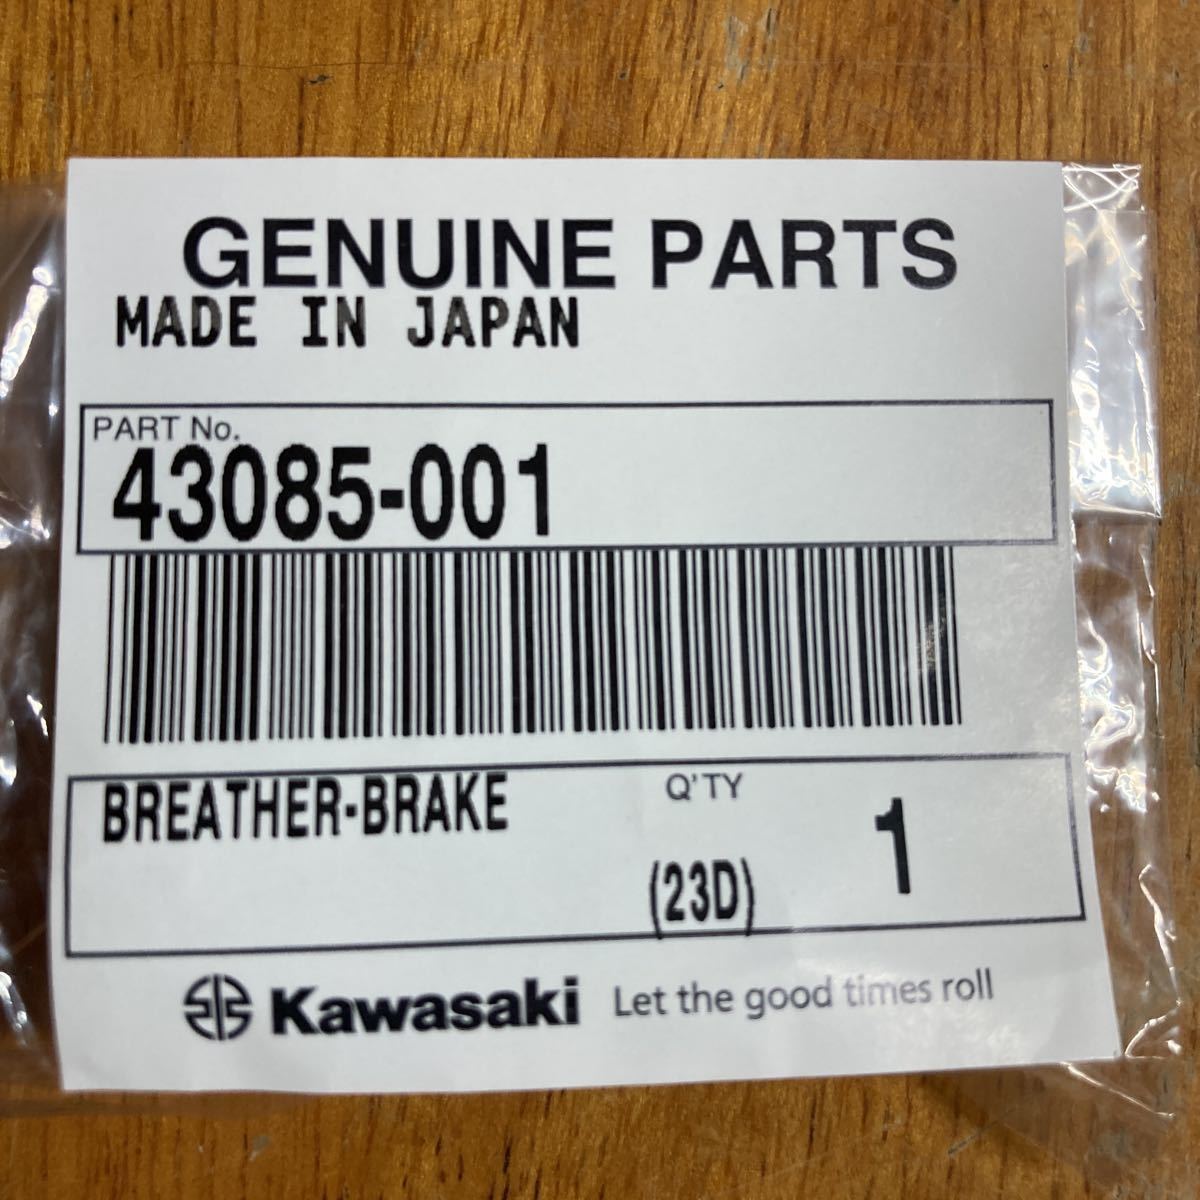 GENUINE PARTS
MADE IN JAPAN
PART No.
43085-001
BREATHER-BRAKE
Q'TY
1
(23D)
Kawasaki Let the good times roll